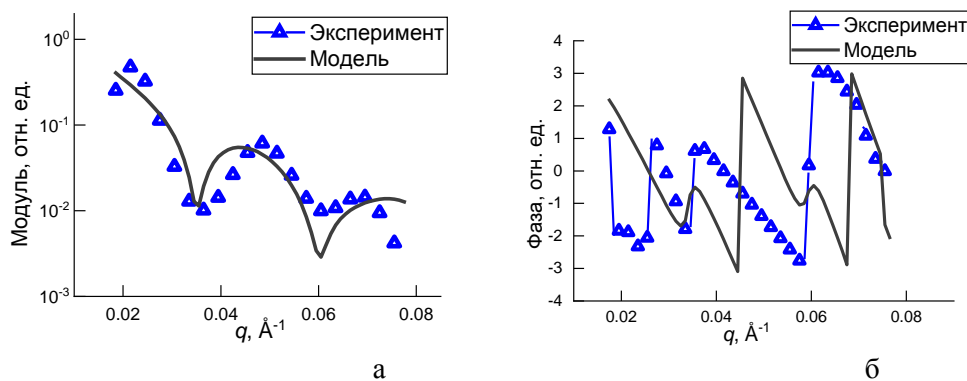 Эксперимент
Модель
10⁰
10⁻¹
10⁻²
10⁻³
Модуль, отн. ед.
0.02 0.04 0.06 0.08
q, Å⁻¹
а
Эксперимент
Модель
4
3
2
1
0
-1
-2
-3
-4
Фаза, отн. ед.
0.02 0.04 0.06 0.08
q, Å⁻¹
б